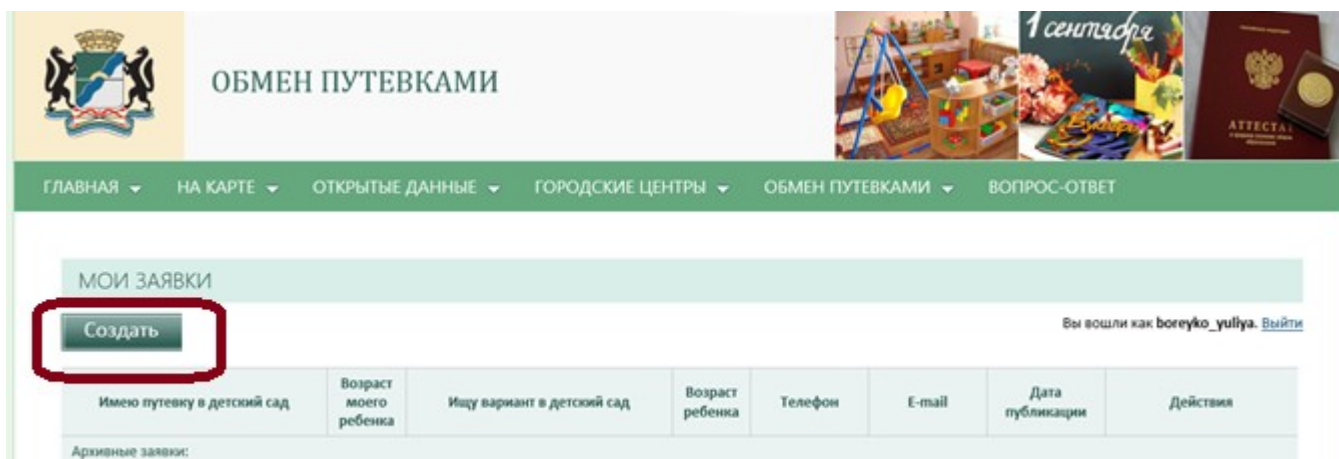 ОБМЕН ПУТЕВКАМИ
1 сентября
Букварь
АТТЕСТАТ
ГЛАВНАЯ НА КАРТЕ ОТКРЫТЫЕ ДАННЫЕ ГОРОДСКИЕ ЦЕНТРЫ ОБМЕН ПУТЕВКАМИ ВОПРОС-ОТВЕТ
МОИ ЗАЯВКИ
Создать
Вы вошли как boreyko_yuliya. Выйти
Имею путевку в детский сад
Возраст
моего
ребенка
Ищу вариант в детский сад
Возраст
ребенка
Телефон
E-mail
Дата
публикации
Действия
Архивные заявки: